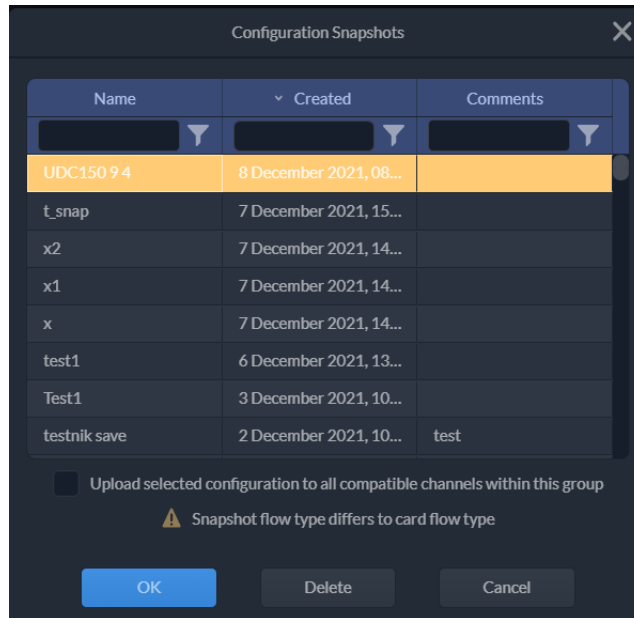 Configuration Snapshots
Name Created Comments
UDC150 9 4 8 December 2021, 08...
t_snap 7 December 2021, 15...
x2 7 December 2021, 14...
x1 7 December 2021, 14...
x 7 December 2021, 14...
test1 6 December 2021, 13...
Test1 3 December 2021, 10...
testnik save 2 December 2021, 10... test
Upload selected configuration to all compatible channels within this group
Snapshot flow type differs to card flow type
OK Delete Cancel